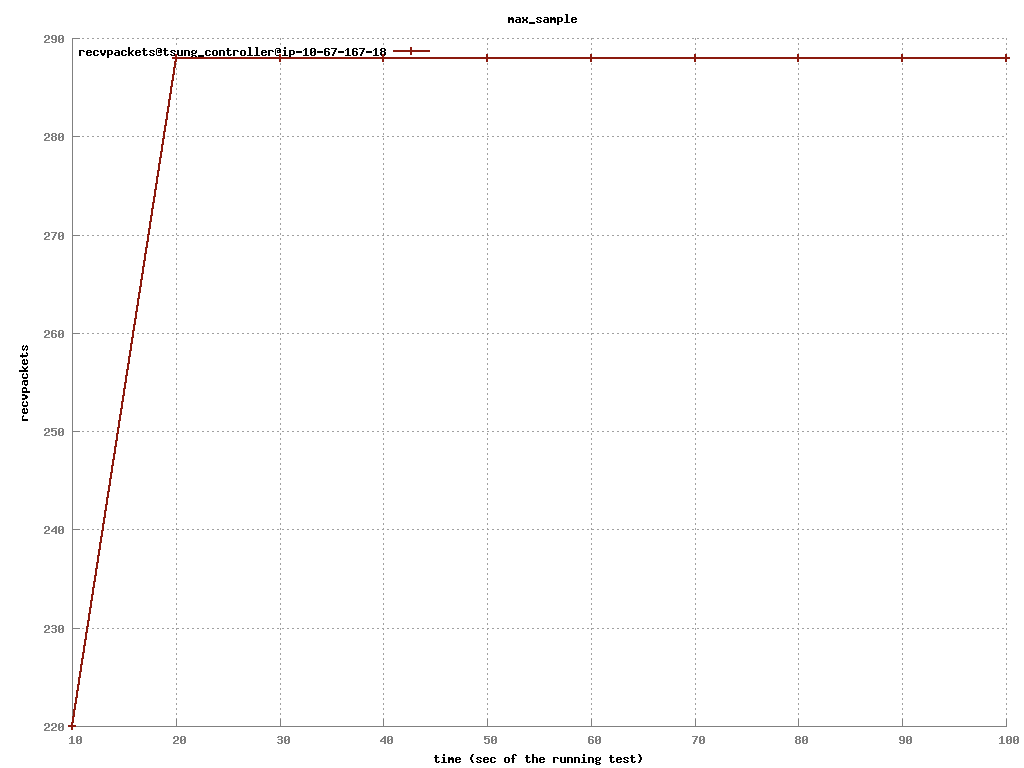 max_sample
290
recvpackets@tsung_controller@ip-10-67-167-18
280
270
260
250
240
230
220
recvpackets
10 20 30 40 50 60 70 80 90 100
time (sec of the running test)